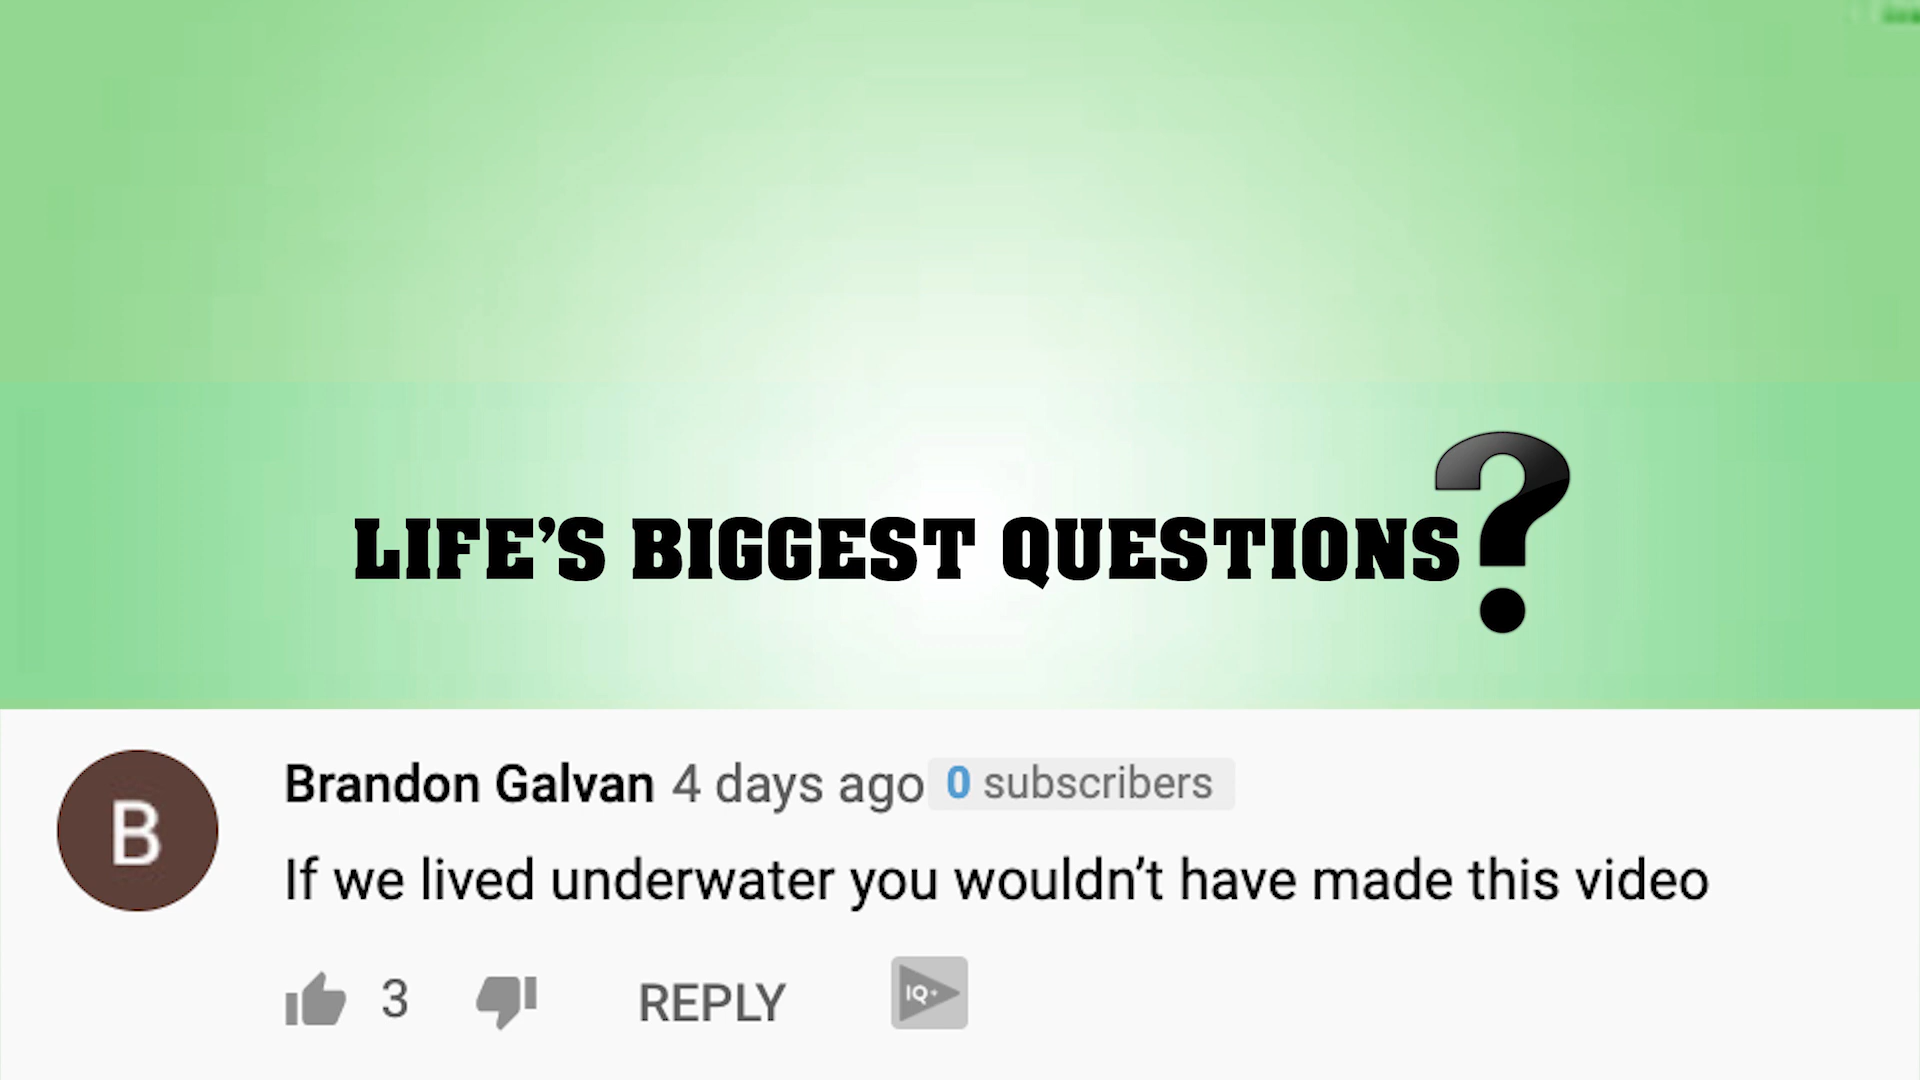 LIFE'S BIGGEST QUESTIONS?
B
Brandon Galvan 4 days ago 0 subscribers
If we lived underwater you wouldn't have made this video
3 REPLY IQ+